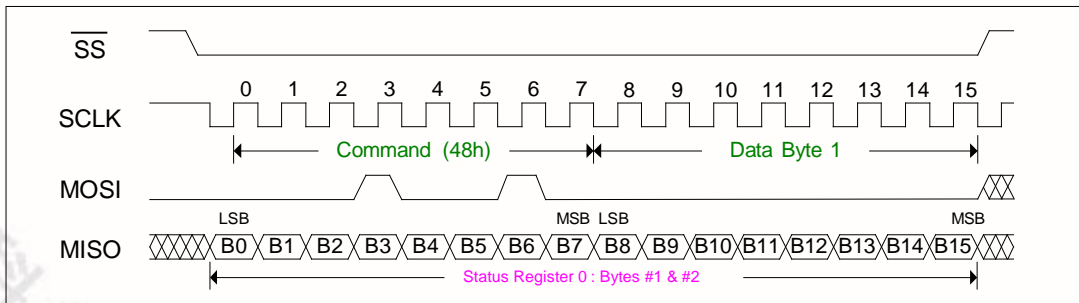 SS
0 1 2 3 4 5 6 7 8 9 10 11 12 13 14 15
SCLK
Command (48h) Data Byte 1
MOSI
LSB MSB LSB MSB
MISO B0 B1 B2 B3 B4 B5 B6 B7 B8 B9 B10 B11 B12 B13 B14 B15
Status Register 0 : Bytes #1 & #2